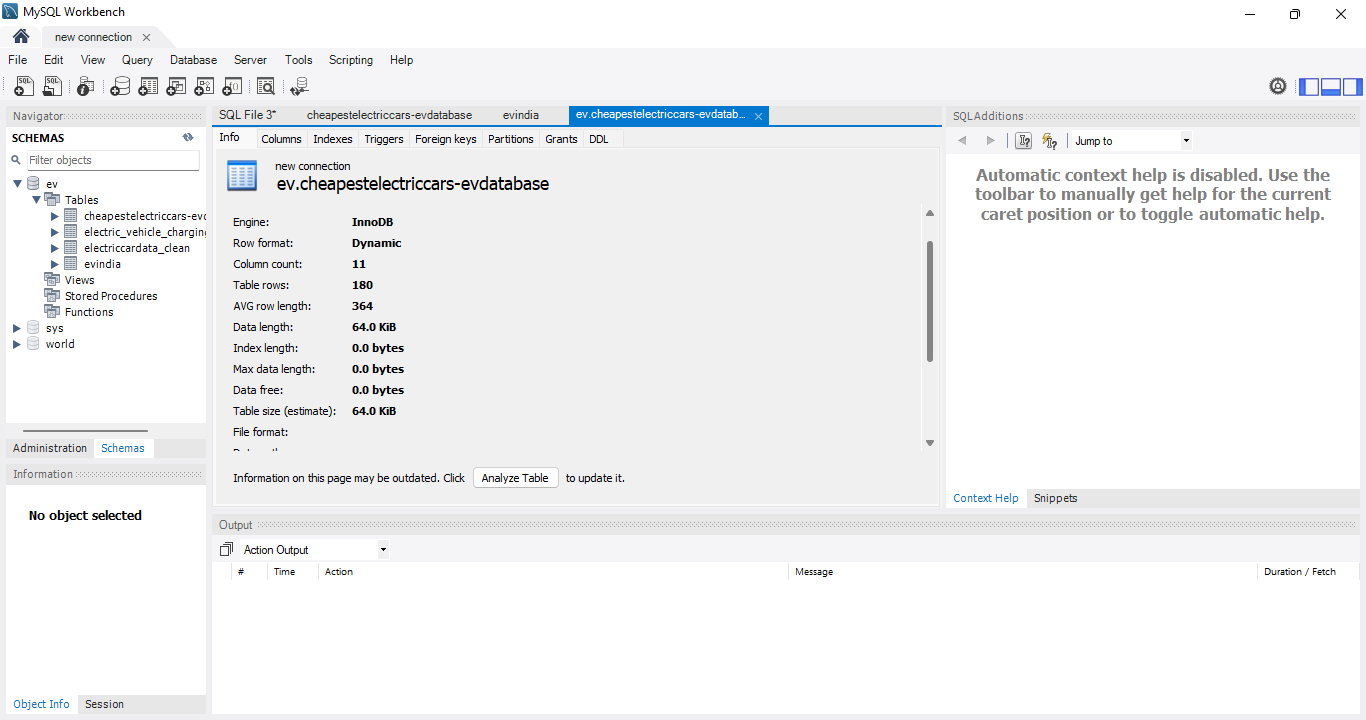 MySQL Workbench
new connection
File Edit View Query Database Server Tools Scripting Help
Navigator
SCHEMAS
Filter objects
ev
Tables
cheapestelectriccars-evd
electric_vehicle_charging
electriccardata_clean
evindia
Views
Stored Procedures
Functions
sys
world
Administration Schemas
Information
No object selected
Object Info Session
SQL File 3* cheapestelectriccars-evdatabase evindia ev.cheapestelectriccars-evdatab...
Info Columns Indexes Triggers Foreign keys Partitions Grants DDL
new connection
ev.cheapestelectriccars-evdatabase
Engine: InnoDB
Row format: Dynamic
Column count: 11
Table rows: 180
AVG row length: 364
Data length: 64.0 KiB
Index length: 0.0 bytes
Max data length: 0.0 bytes
Data free: 0.0 bytes
Table size (estimate): 64.0 KiB
File format:
Information on this page may be outdated. Click Analyze Table to update it.
SQLAdditions
Jump to
Automatic context help is disabled. Use the
toolbar to manually get help for the current
caret position or to toggle automatic help.
Context Help Snippets
Output
Action Output
# Time Action Message Duration / Fetch